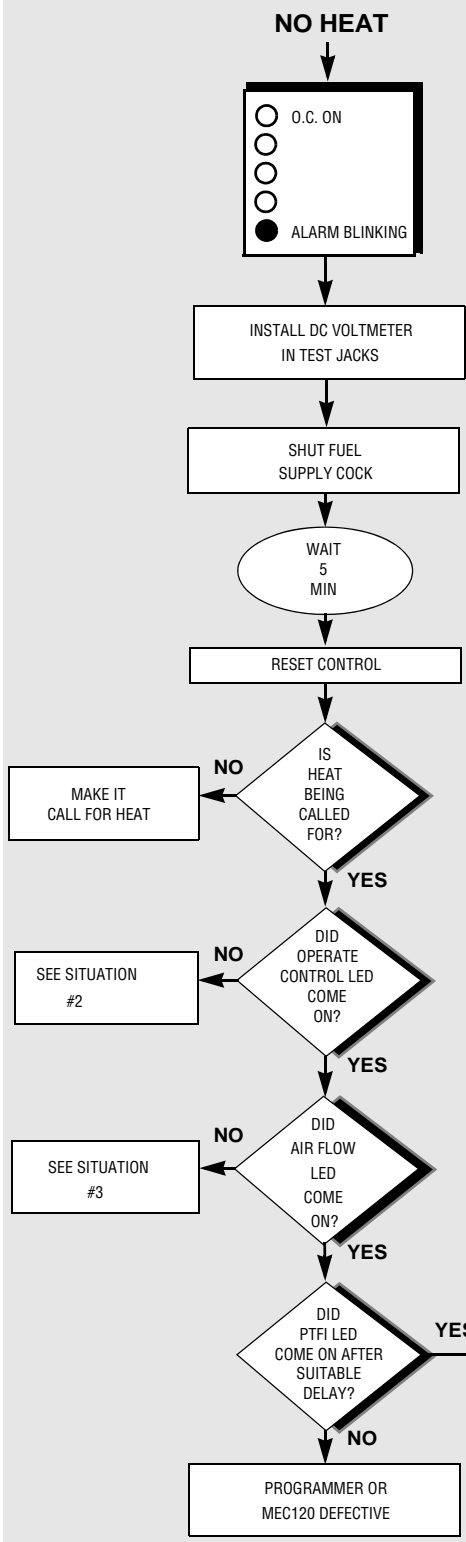 NO HEAT
O.C. ON
ALARM BLINKING
INSTALL DC VOLTMETER
IN TEST JACKS
SHUT FUEL
SUPPLY COCK
WAIT
5
MIN
RESET CONTROL
IS
HEAT
BEING
CALLED
FOR?
NO
MAKE IT
CALL FOR HEAT
YES
DID
OPERATE
CONTROL LED
COME
ON?
NO
SEE SITUATION
#2
YES
DID
AIR FLOW
LED
COME
ON?
NO
SEE SITUATION
#3
YES
DID
PTFI LED
COME ON AFTER
SUITABLE
DELAY?
YES
NO
PROGRAMMER OR
MEC120 DEFECTIVE